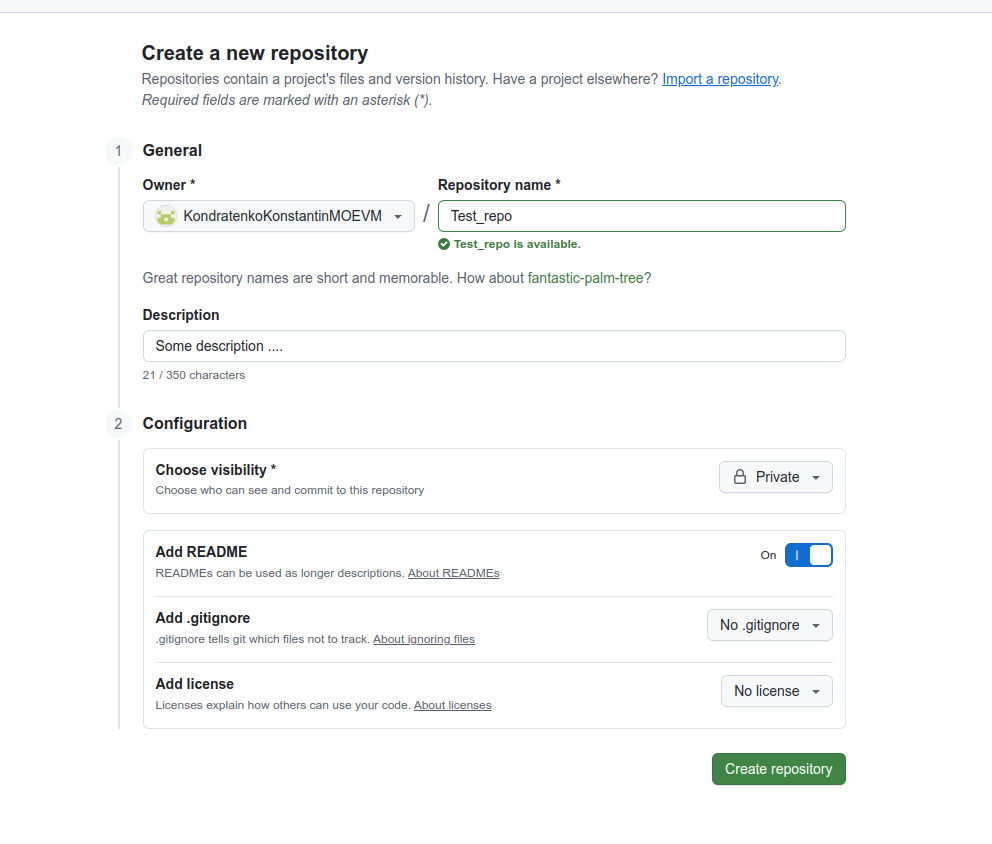 Create a new repository
Repositories contain a project's files and version history. Have a project elsewhere? Import a repository.
Required fields are marked with an asterisk (*).
1 General
Owner * Repository name *
KondratenkoKonstantinMOEVM / Test_repo
Test_repo is available.
Great repository names are short and memorable. How about fantastic-palm-tree?
Description
Some description ....
21 / 350 characters
2 Configuration
Choose visibility *
Choose who can see and commit to this repository
Private
Add README
READMEs can be used as longer descriptions. About READMEs
On
Add .gitignore
.gitignore tells git which files not to track. About ignoring files
No .gitignore
Add license
Licenses explain how others can use your code. About licenses
No license
Create repository